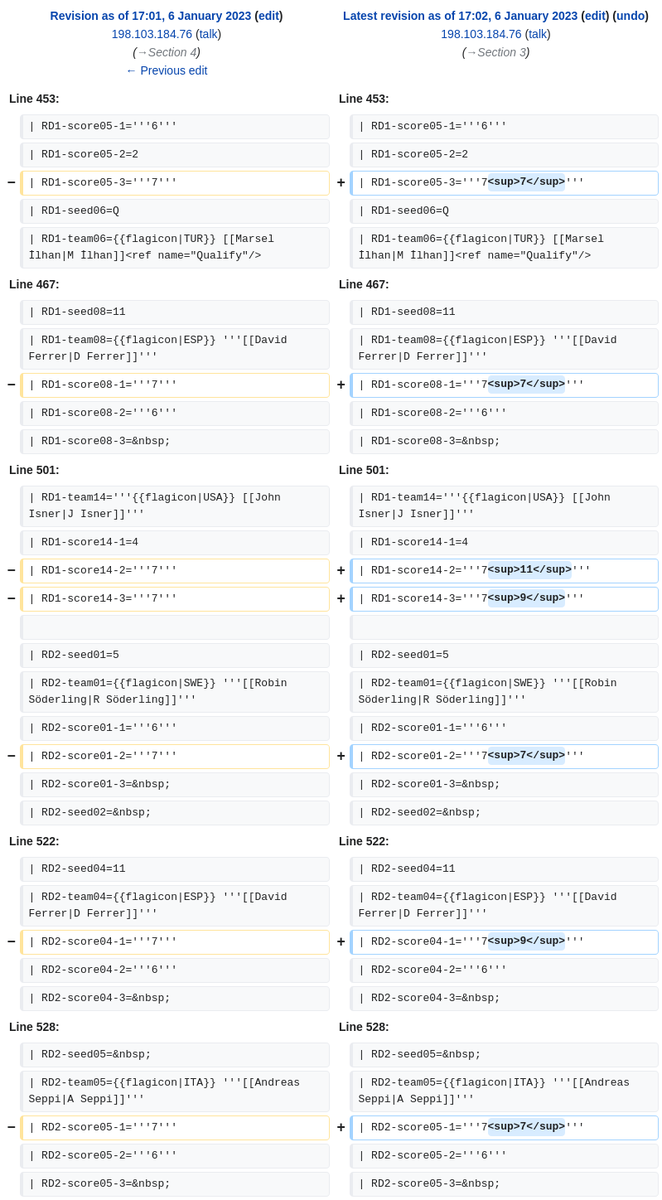 Revision as of 17:01, 6 January 2023 (edit)
198.103.184.76 (talk)
(→Section 4)
← Previous edit
Latest revision as of 17:02, 6 January 2023 (edit) (undo)
198.103.184.76 (talk)
(→Section 3)
Line 453:
Line 453:
| RD1-score05-1='''6'''
| RD1-score05-1='''6'''
| RD1-score05-2=2
| RD1-score05-2=2
− | RD1-score05-3='''7'''
+ | RD1-score05-3='''7<sup>7</sup>'''
| RD1-seed06=Q
| RD1-seed06=Q
| RD1-team06={{flagicon|TUR}} [[Marsel
İlhan|M İlhan]]<ref name="Qualify"/>
| RD1-team06={{flagicon|TUR}} [[Marsel
İlhan|M İlhan]]<ref name="Qualify"/>
Line 467:
Line 467:
| RD1-seed08=11
| RD1-seed08=11
| RD1-team08={{flagicon|ESP}} '''[[David
Ferrer|D Ferrer]]'''
| RD1-team08={{flagicon|ESP}} '''[[David
Ferrer|D Ferrer]]'''
− | RD1-score08-1='''7'''
+ | RD1-score08-1='''7<sup>7</sup>'''
| RD1-score08-2='''6'''
| RD1-score08-2='''6'''
| RD1-score08-3=&nbsp;
| RD1-score08-3=&nbsp;
Line 501:
Line 501:
| RD1-team14='''{{flagicon|USA}} [[John
Isner|J Isner]]'''
| RD1-team14='''{{flagicon|USA}} [[John
Isner|J Isner]]'''
| RD1-score14-1=4
| RD1-score14-1=4
− | RD1-score14-2='''7'''
+ | RD1-score14-2='''7<sup>11</sup>'''
− | RD1-score14-3='''7'''
+ | RD1-score14-3='''7<sup>9</sup>'''
| RD2-seed01=5
| RD2-seed01=5
| RD2-team01={{flagicon|SWE}} '''[[Robin
Söderling|R Söderling]]'''
| RD2-team01={{flagicon|SWE}} '''[[Robin
Söderling|R Söderling]]'''
| RD2-score01-1='''6'''
| RD2-score01-1='''6'''
− | RD2-score01-2='''7'''
+ | RD2-score01-2='''7<sup>7</sup>'''
| RD2-score01-3=&nbsp;
| RD2-score01-3=&nbsp;
| RD2-seed02=&nbsp;
| RD2-seed02=&nbsp;
Line 522:
Line 522:
| RD2-seed04=11
| RD2-seed04=11
| RD2-team04={{flagicon|ESP}} '''[[David
Ferrer|D Ferrer]]'''
| RD2-team04={{flagicon|ESP}} '''[[David
Ferrer|D Ferrer]]'''
− | RD2-score04-1='''7'''
+ | RD2-score04-1='''7<sup>9</sup>'''
| RD2-score04-2='''6'''
| RD2-score04-2='''6'''
| RD2-score04-3=&nbsp;
| RD2-score04-3=&nbsp;
Line 528:
Line 528:
| RD2-seed05=&nbsp;
| RD2-seed05=&nbsp;
| RD2-team05={{flagicon|ITA}} '''[[Andreas
Seppi|A Seppi]]'''
| RD2-team05={{flagicon|ITA}} '''[[Andreas
Seppi|A Seppi]]'''
− | RD2-score05-1='''7'''
+ | RD2-score05-1='''7<sup>7</sup>'''
| RD2-score05-2='''6'''
| RD2-score05-2='''6'''
| RD2-score05-3=&nbsp;
| RD2-score05-3=&nbsp;